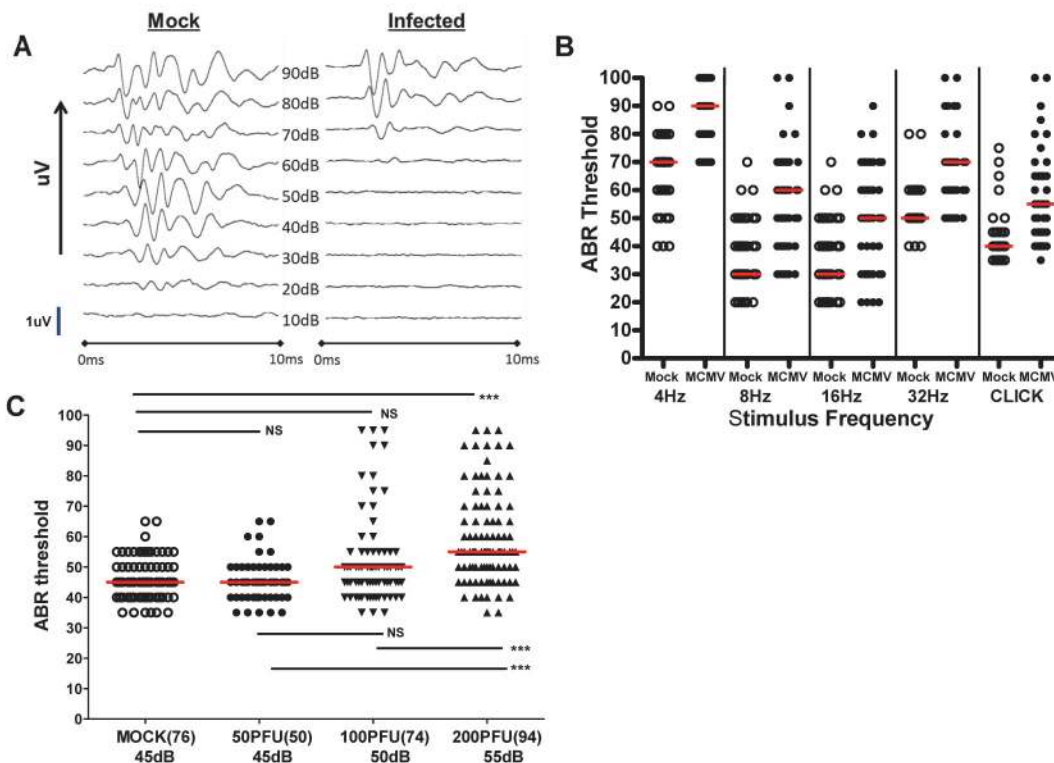 A
Mock
Infected
90dB
80dB
70dB
60dB
50dB
40dB
30dB
20dB
10dB
uV
1uV
0ms
10ms
0ms
10ms
B
ABR Threshold
100
90
80
70
60
50
40
30
20
10
0
Mock MCMV Mock MCMV Mock MCMV Mock MCMV Mock MCMV
4Hz 8Hz 16Hz 32Hz CLICK
Stimulus Frequency
C
ABR threshold
100
90
80
70
60
50
40
30
20
10
0
***
NS
NS
NS
***
***
MOCK(76) 50PFU(50) 100PFU(74) 200PFU(94)
45dB 45dB 50dB 55dB